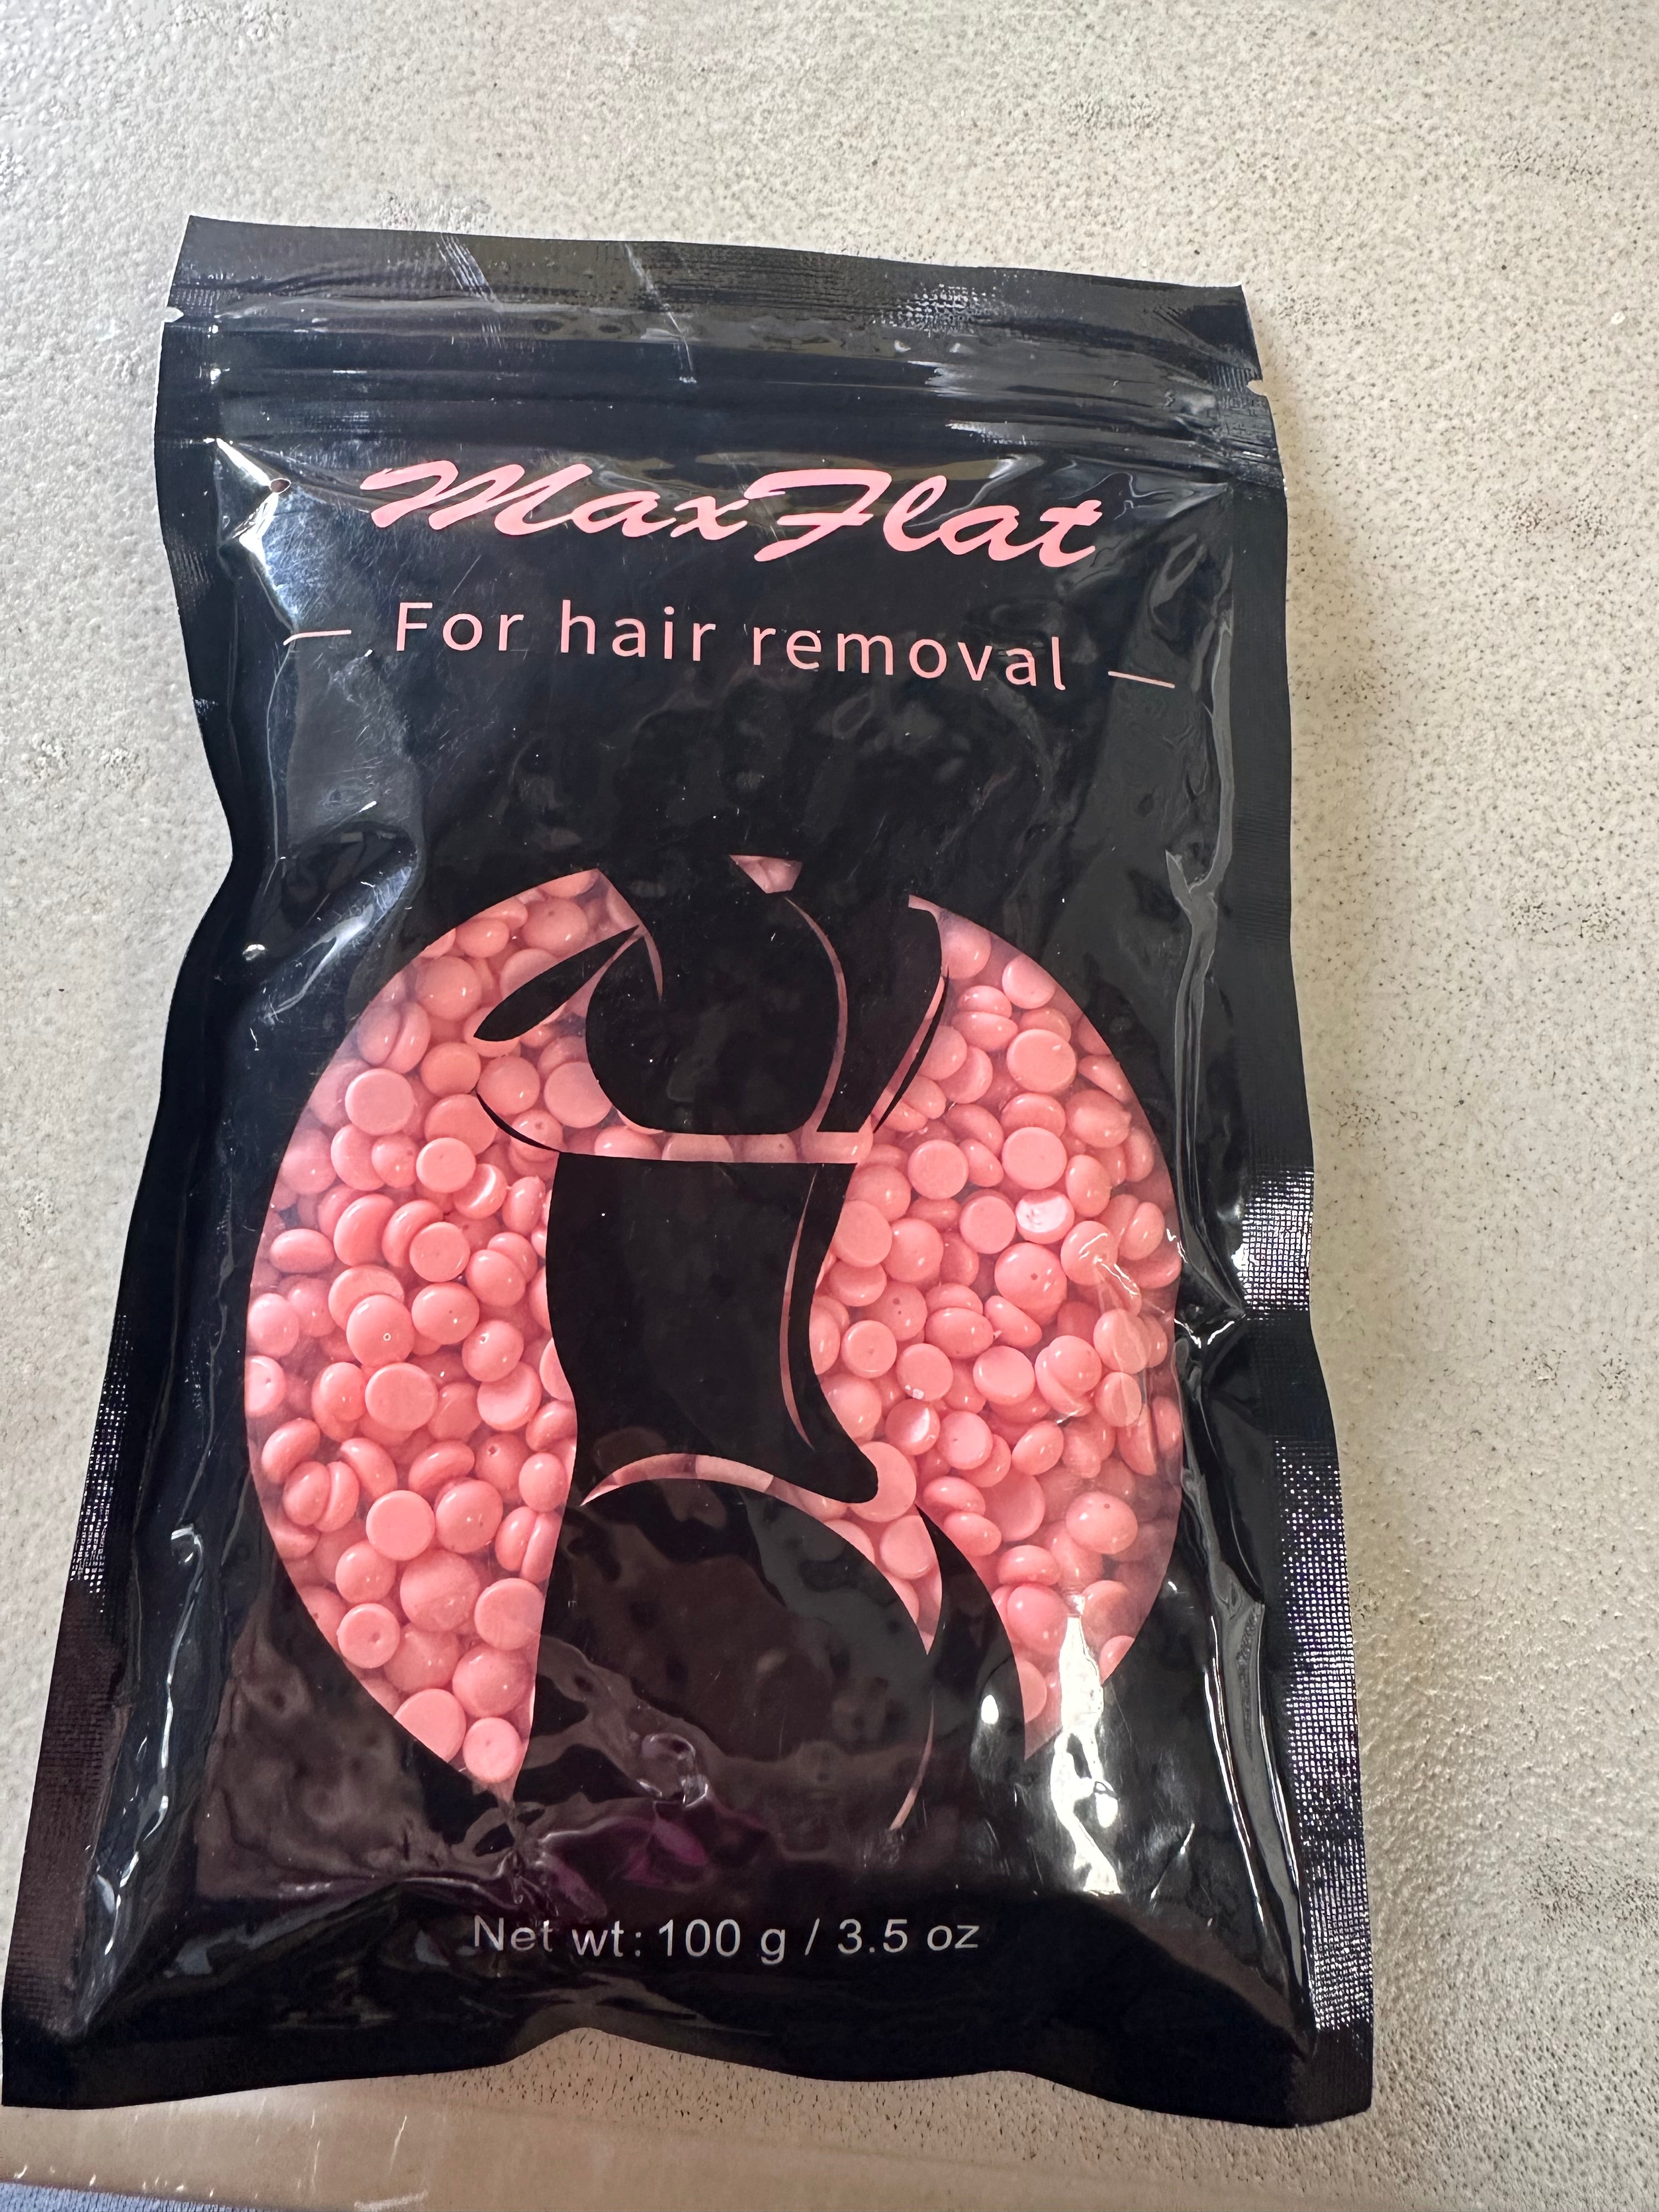 MaxFlat
— For hair removal —
Net wt: 100 g / 3.5 oz